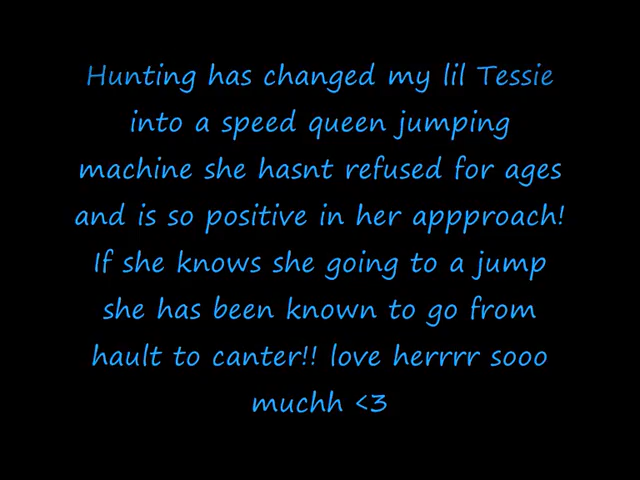 Hunting has changed my lil Tessie
into a speed queen jumping
machine she hasnt refused for ages
and is so positive in her appproach!
If she knows she going to a jump
she has been known to go from
hault to canter!! love herrrr sooo
muchh <3